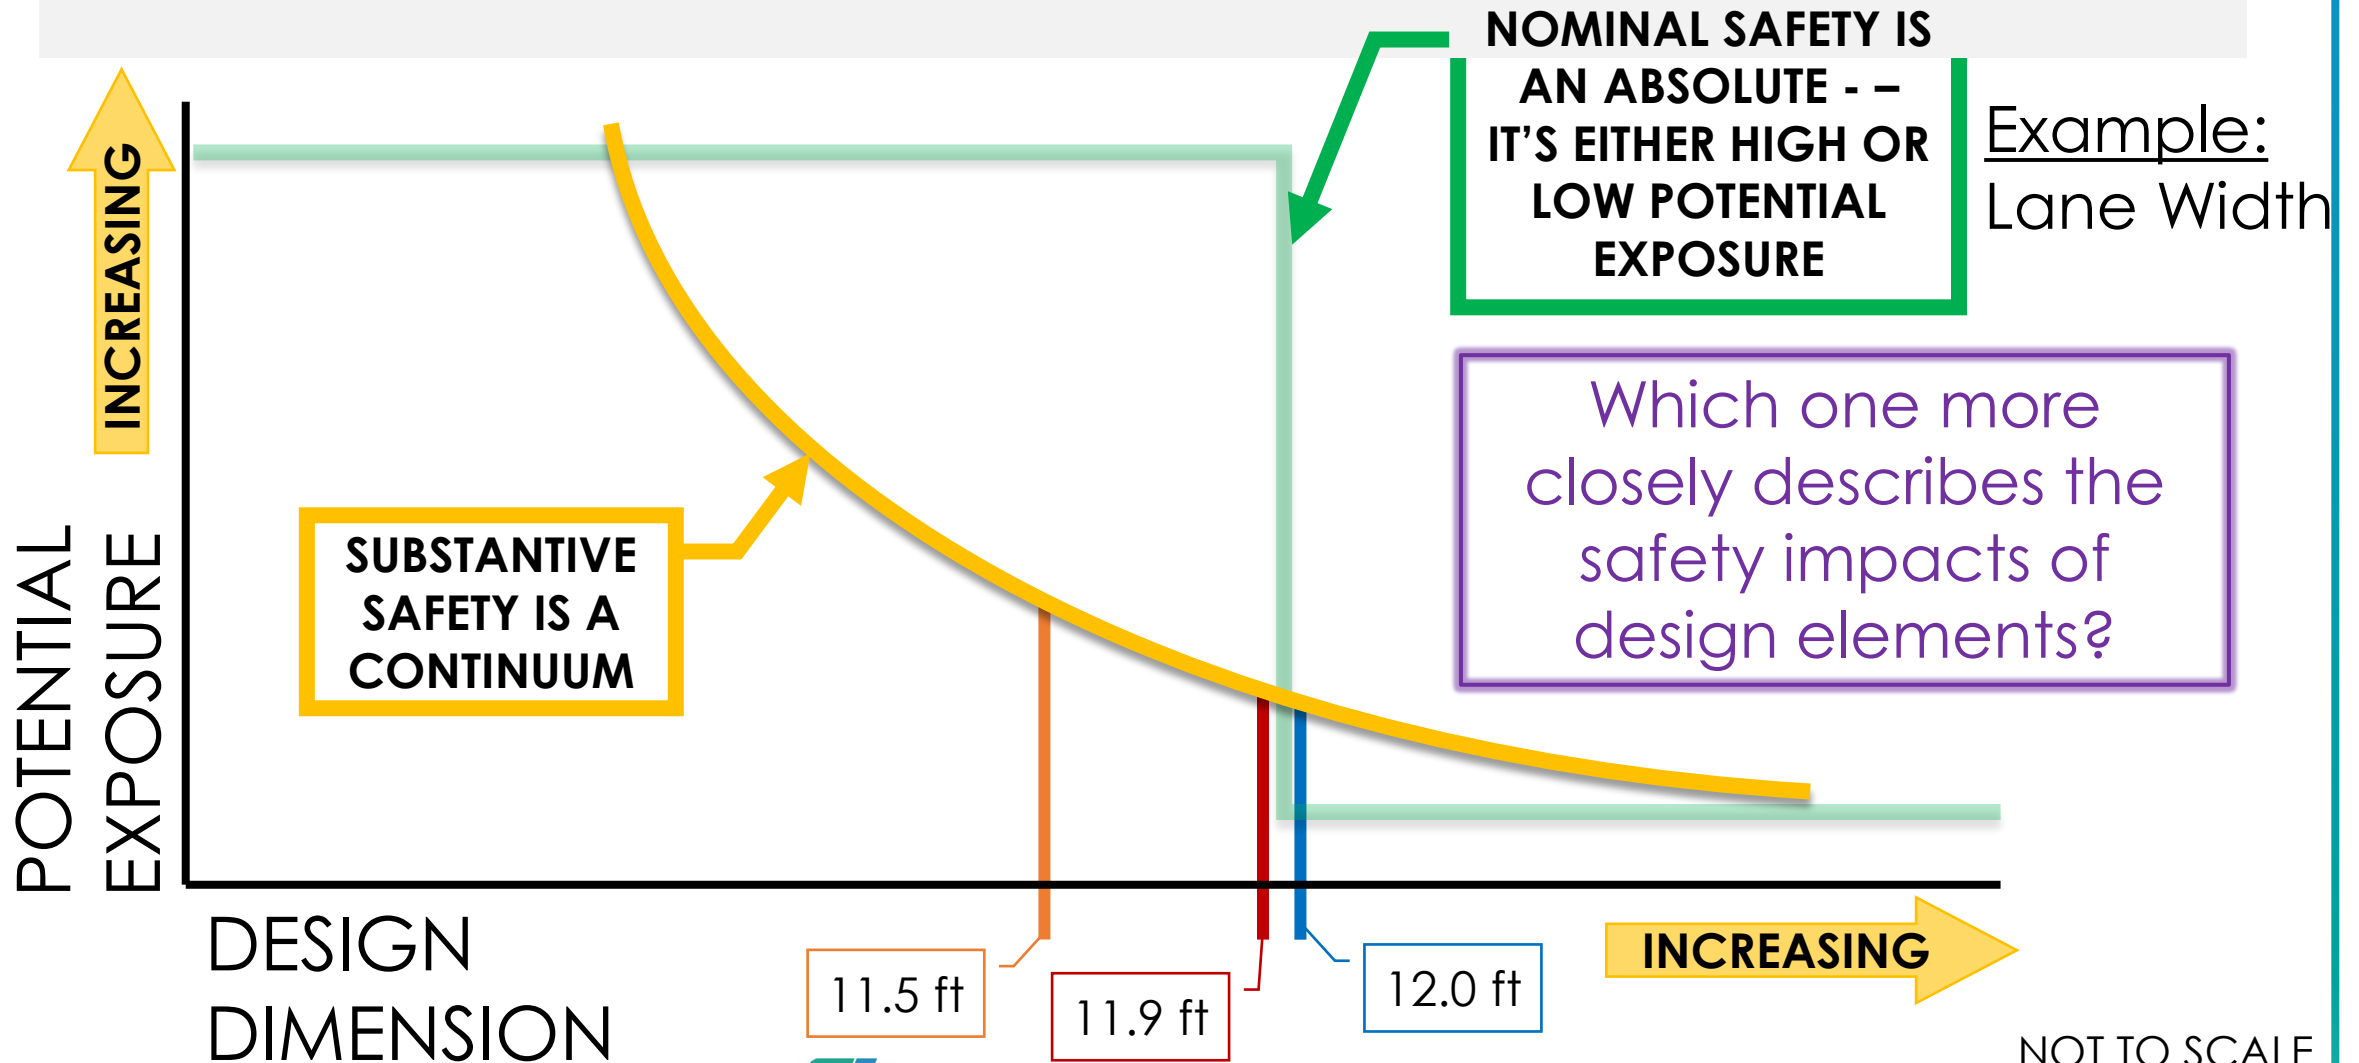 NOMINAL SAFETY IS
AN ABSOLUTE - –
IT’S EITHER HIGH OR
LOW POTENTIAL
EXPOSURE
Example:
Lane Width
INCREASING
Which one more
closely describes the
safety impacts of
design elements?
SUBSTANTIVE
SAFETY IS A
CONTINUUM
POTENTIAL
EXPOSURE
DESIGN
DIMENSION
11.5 ft
11.9 ft
12.0 ft
INCREASING
NOT TO SCALE